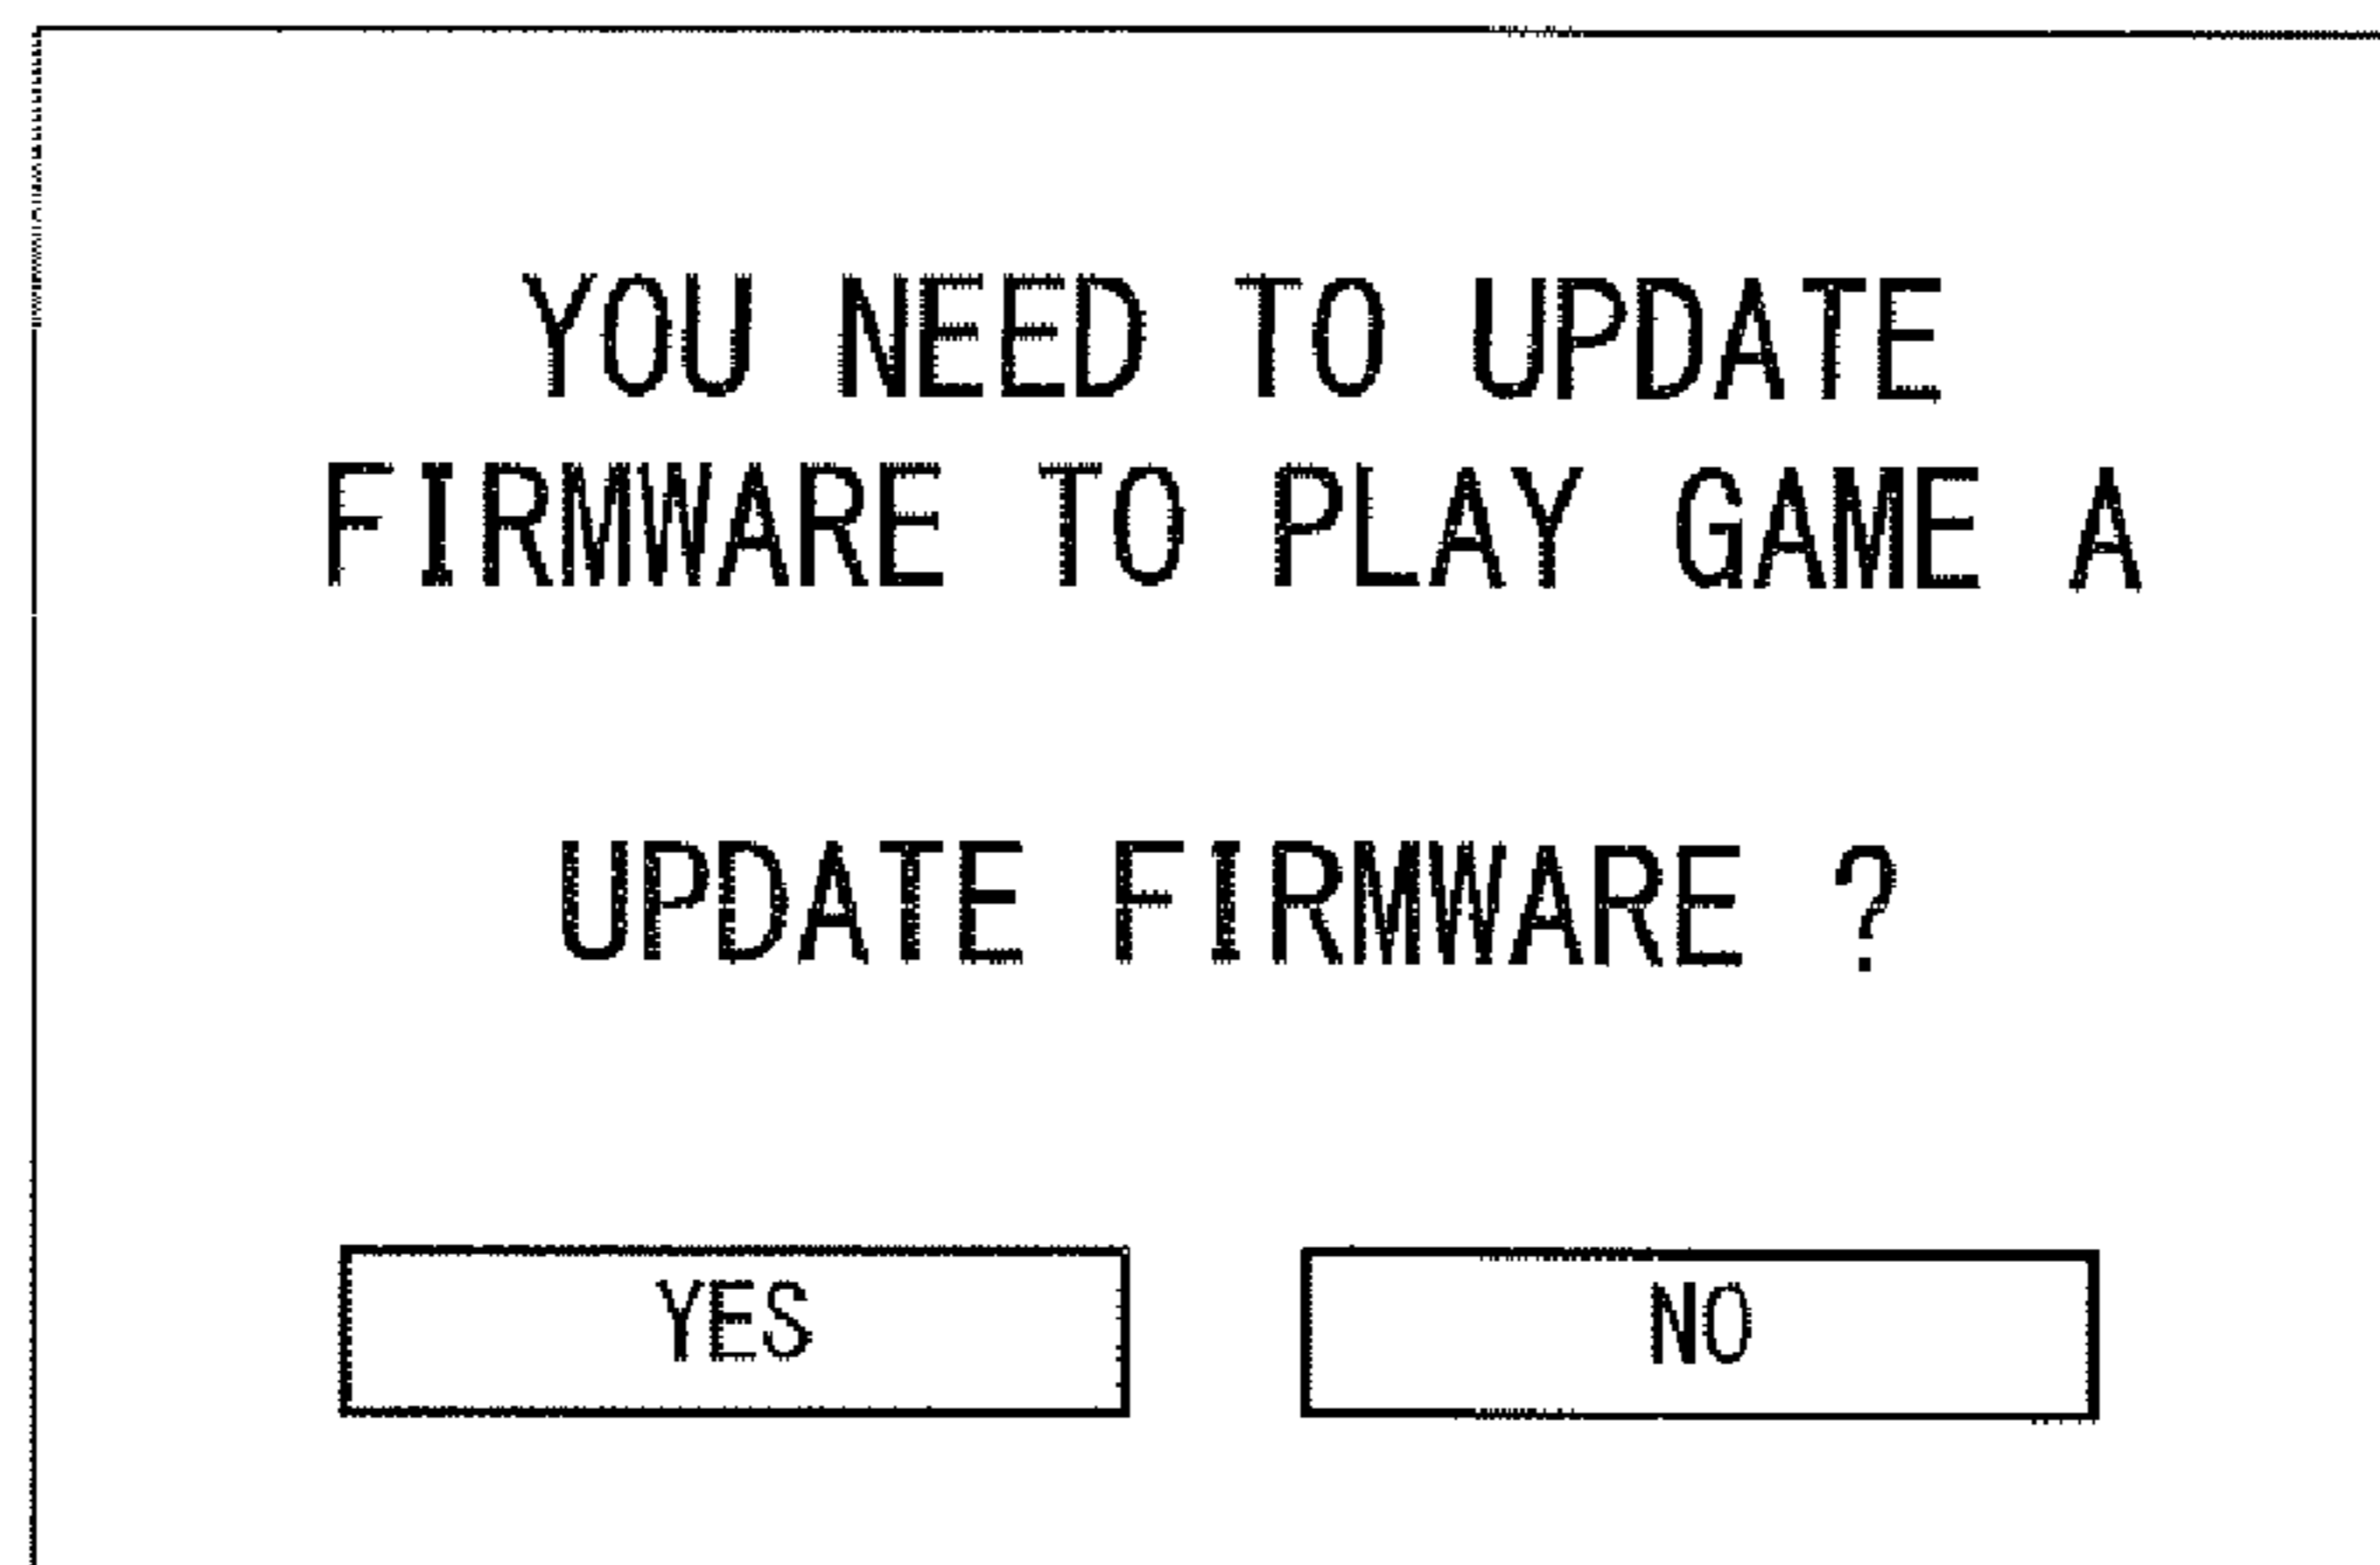 YOU NEED TO UPDATE
FIRMWARE TO PLAY GAME A
UPDATE FIRMWARE ?
YES
NO